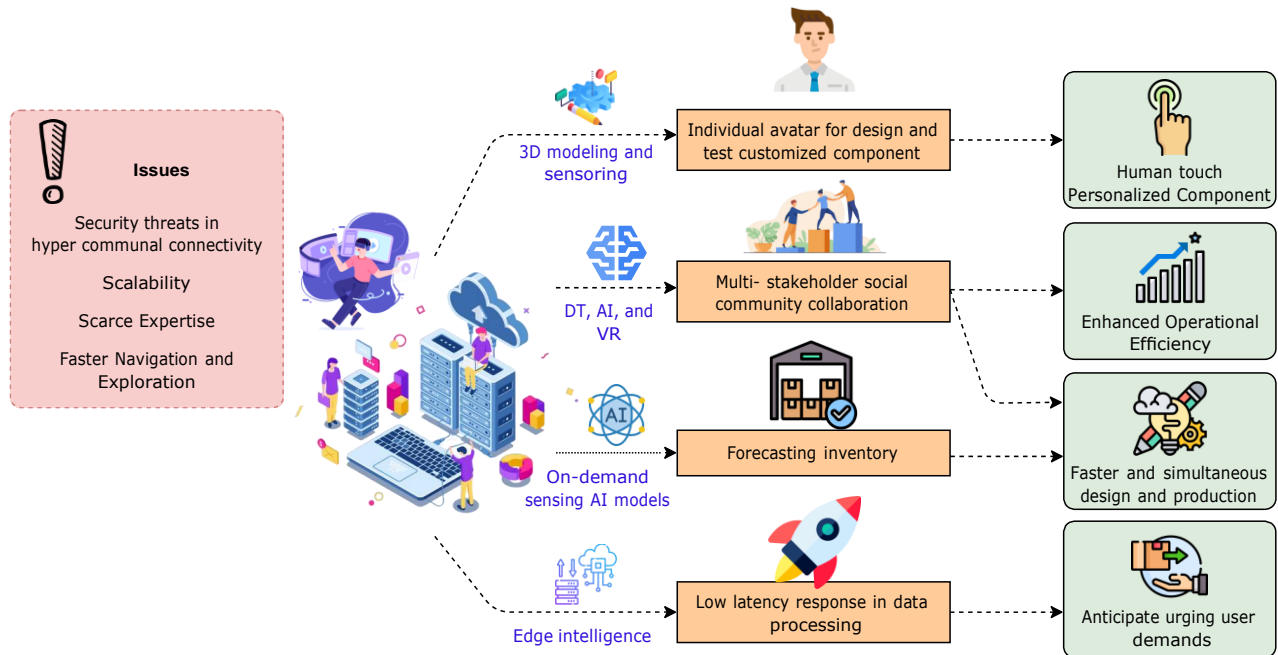 Issues
Security threats in
hyper communal connectivity
Scalability
Scarce Expertise
Faster Navigation and
Exploration
3D modeling and
sensoring
Individual avatar for design and
test customized component
Human touch
Personalized Component
DT, AI, and
VR
Multi- stakeholder social
community collaboration
Enhanced Operational
Efficiency
AI
On-demand
sensing AI models
Forecasting inventory
Faster and simultaneous
design and production
Edge intelligence
Low latency response in data
processing
Anticipate urging user
demands